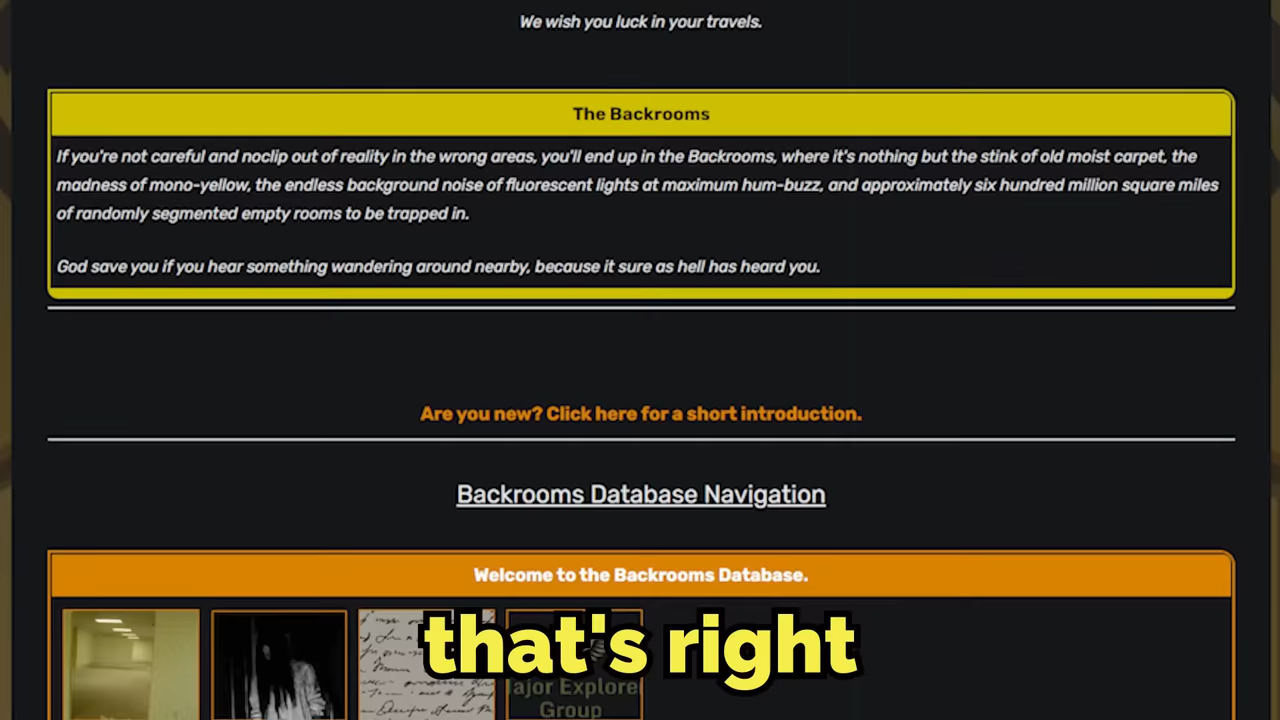 We wish you luck in your travels.
The Backrooms
If you're not careful and noclip out of reality in the wrong areas, you'll end up in the Backrooms, where it's nothing but the stink of old moist carpet, the
madness of mono-yellow, the endless background noise of fluorescent lights at maximum hum-buzz, and approximately six hundred million square miles
of randomly segmented empty rooms to be trapped in.
God save you if you hear something wandering around nearby, because it sure as hell has heard you.
Are you new? Click here for a short introduction.
Backrooms Database Navigation
Welcome to the Backrooms Database.
that's right
Group